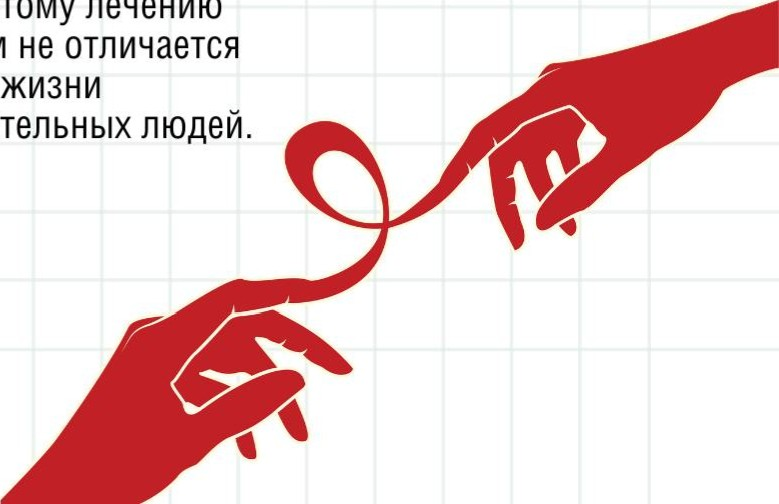 тому лечению
не отличается
жизни
тельных людей.